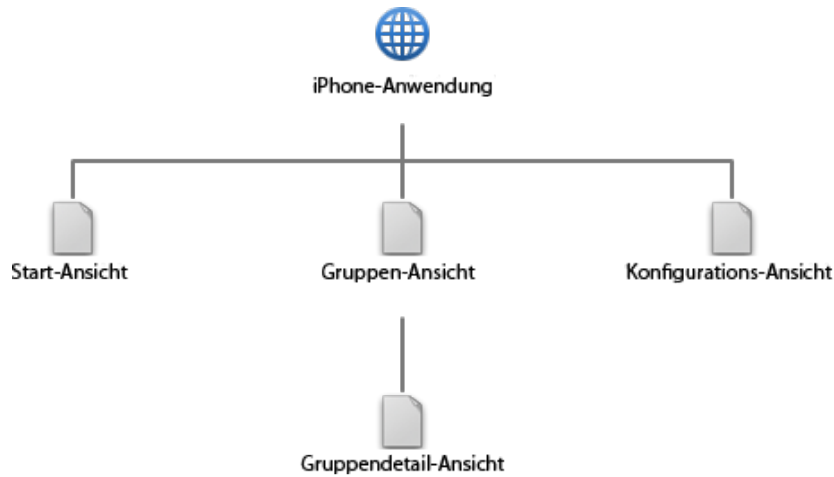 iPhone-Anwendung
Start-Ansicht
Gruppen-Ansicht
Konfigurations-Ansicht
Gruppendetail-Ansicht